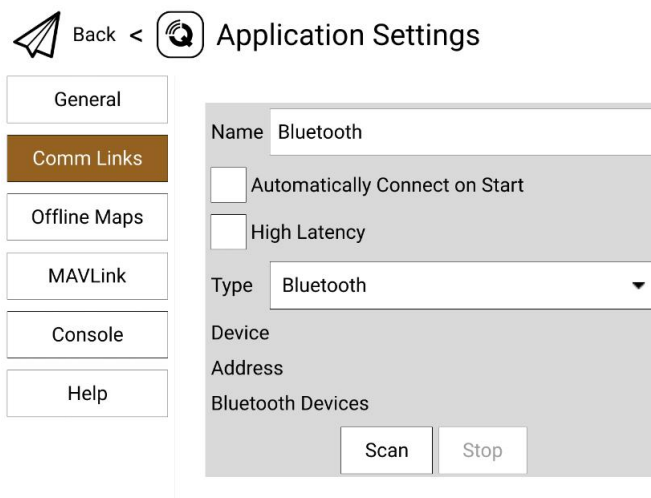 Back < Application Settings
General
Comm Links
Offline Maps
MAVLink
Console
Help
Name Bluetooth
Automatically Connect on Start
High Latency
Type Bluetooth
Device
Address
Bluetooth Devices
Scan Stop